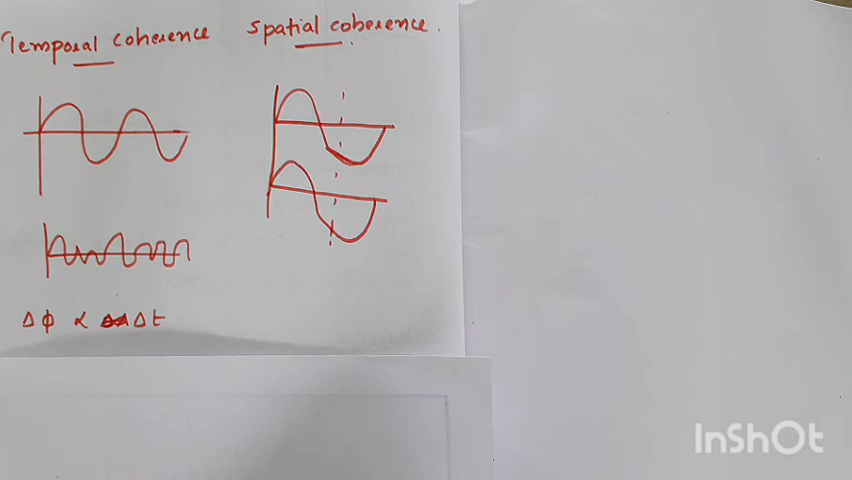 Temporal coherence
Spatial coherence.
Δϕ ∝ Δt
InShOt